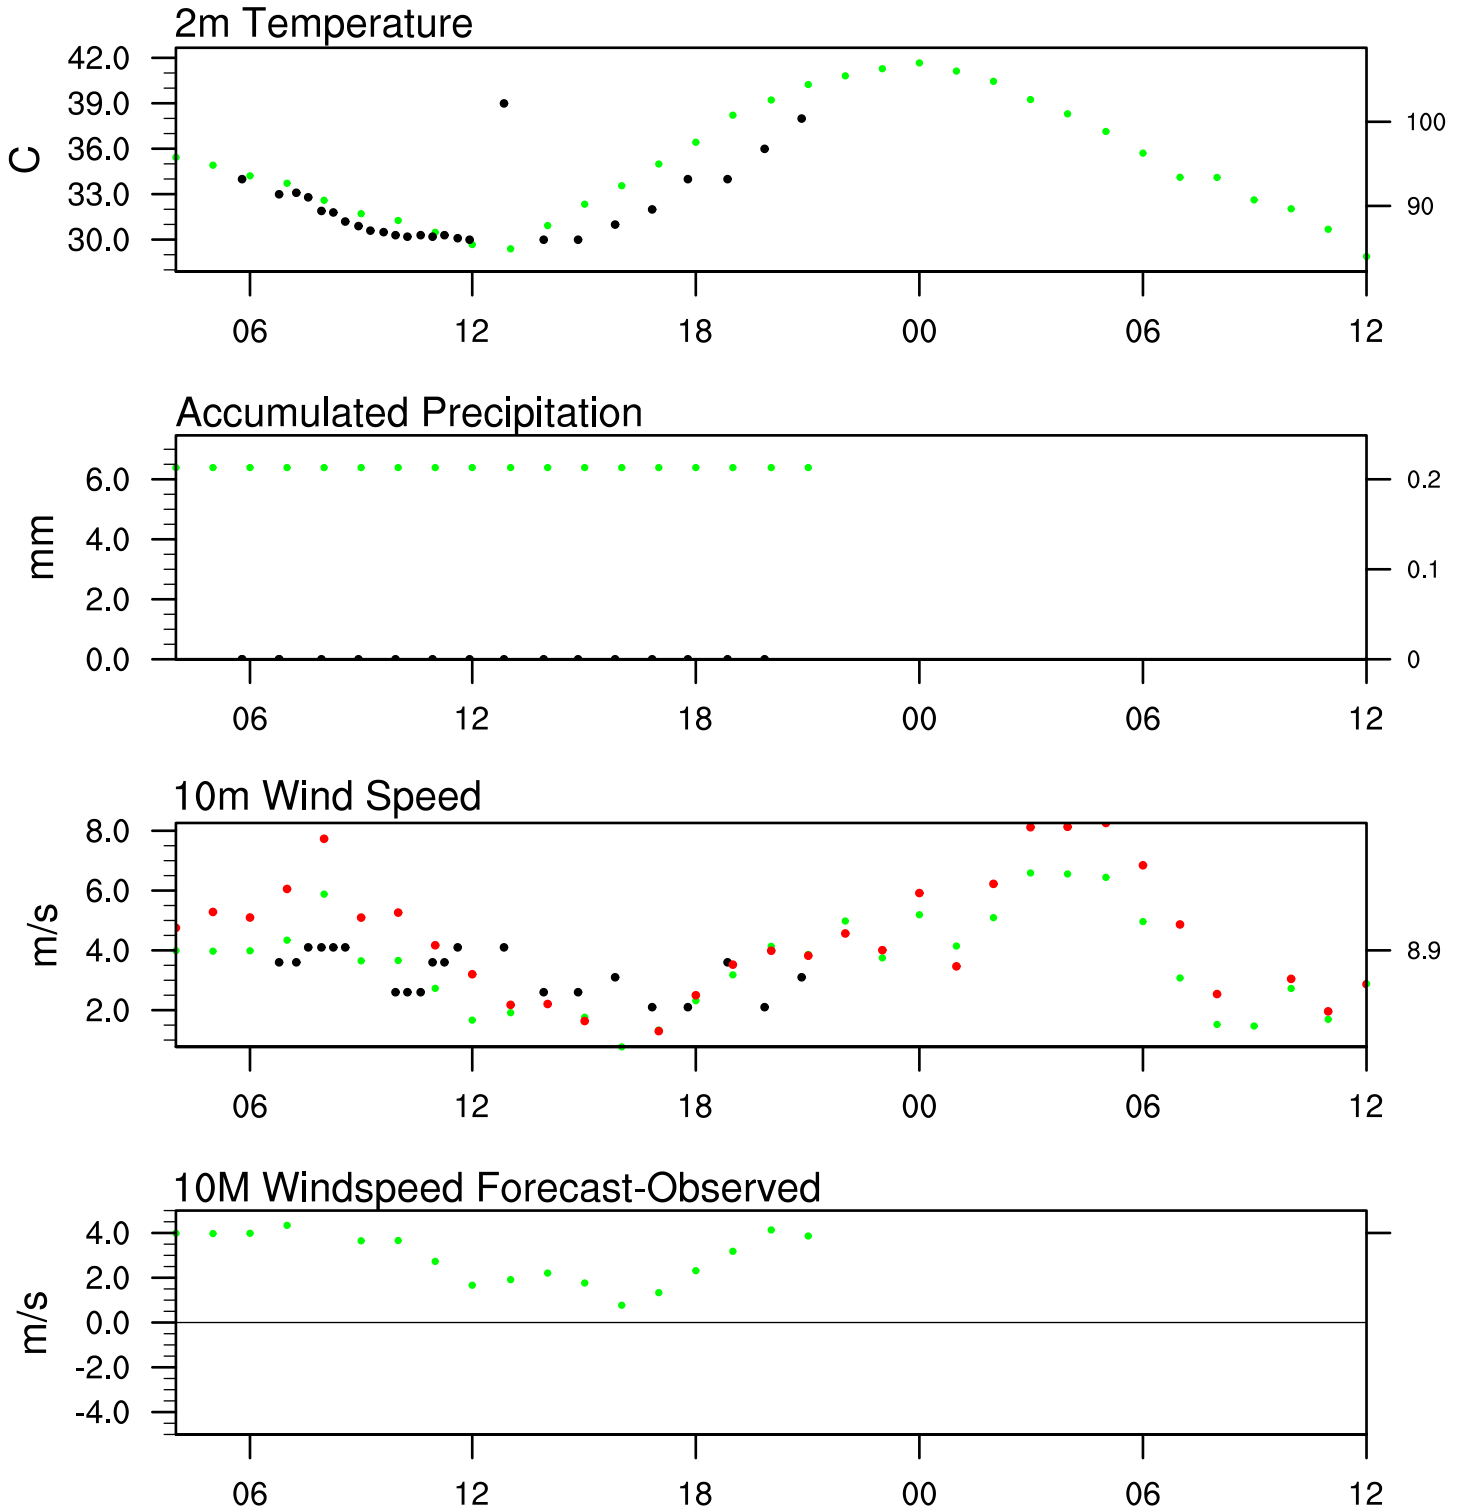 2m Temperature
42.0
39.0
36.0
33.0
30.0
C
100
90
06 12 18 00 06 12
Accumulated Precipitation
6.0
4.0
2.0
0.0
mm
0.2
0.1
0
06 12 18 00 06 12
10m Wind Speed
8.0
6.0
4.0
2.0
m/s
8.9
06 12 18 00 06 12
10M Windspeed Forecast-Observed
4.0
2.0
0.0
-2.0
-4.0
m/s
06 12 18 00 06 12